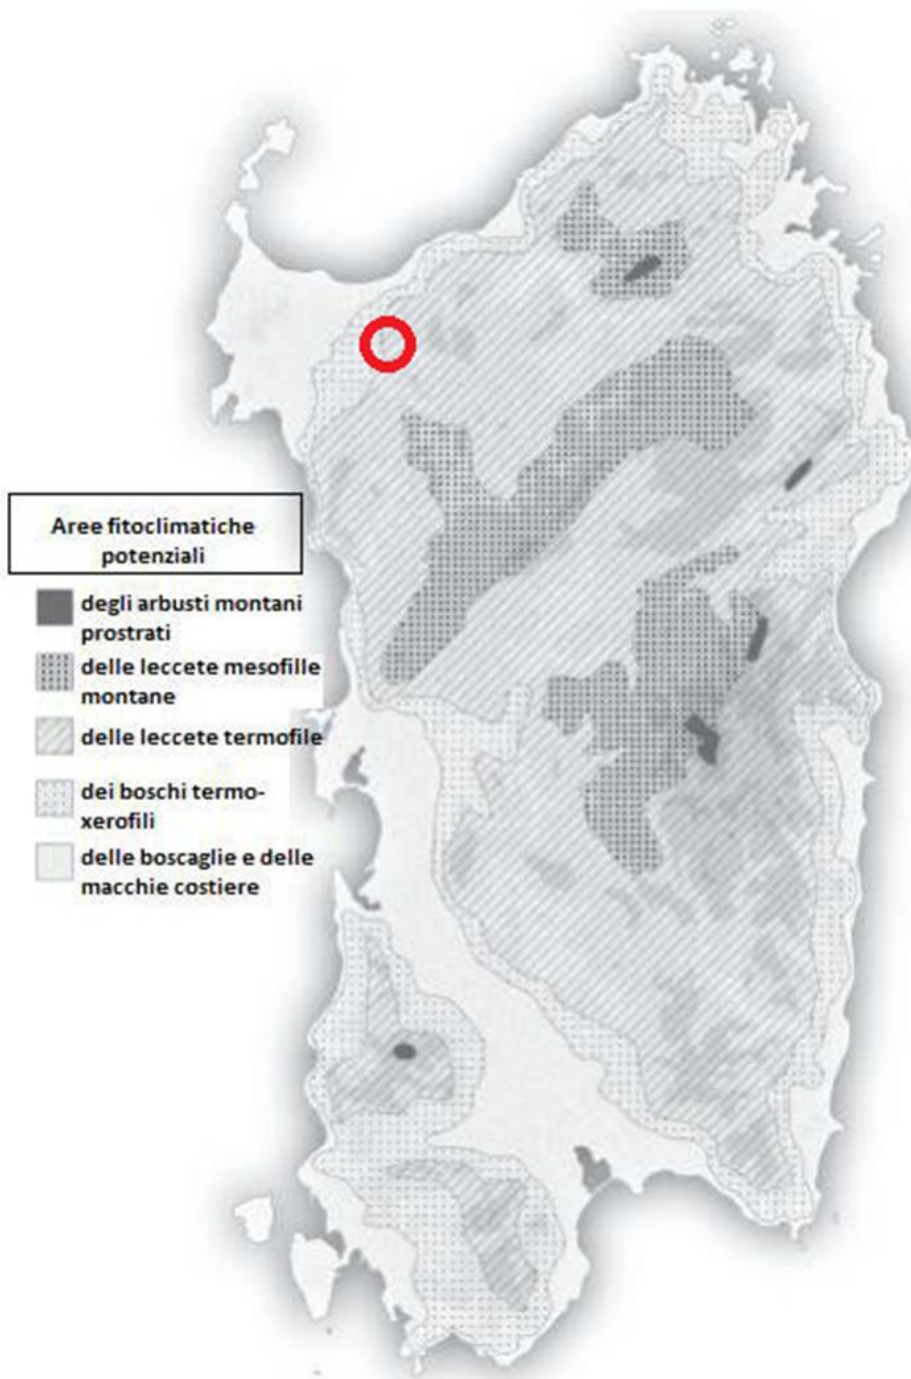 Aree fitoclimatiche
potenziali
degli arbusti montani
prostrati
delle leccete mesofille
montane
delle leccete termofile
dei boschi termo-
xerofili
delle boscaglie e delle
macchie costiere